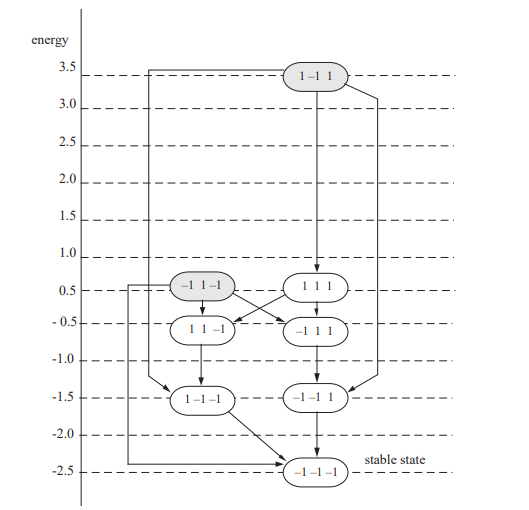 energy
3.5
1 –1 1
3.0
2.5
2.0
1.5
1.0
–1 1 –1
1 1 1
0.5
- 0.5
1 1 –1
–1 1 1
-1.0
-1.5
1 –1 –1
–1 –1 1
-2.0
stable state
-2.5
–1 –1 –1